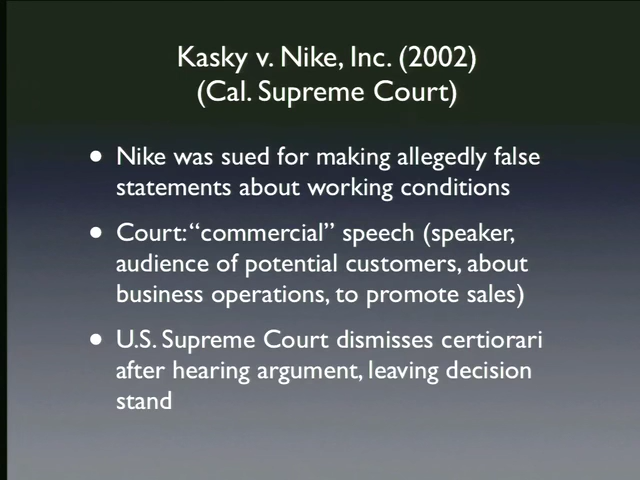 Kasky v. Nike, Inc. (2002)
(Cal. Supreme Court)
• Nike was sued for making allegedly false
statements about working conditions
• Court: “commercial” speech (speaker,
audience of potential customers, about
business operations, to promote sales)
• U.S. Supreme Court dismisses certiorari
after hearing argument, leaving decision
stand